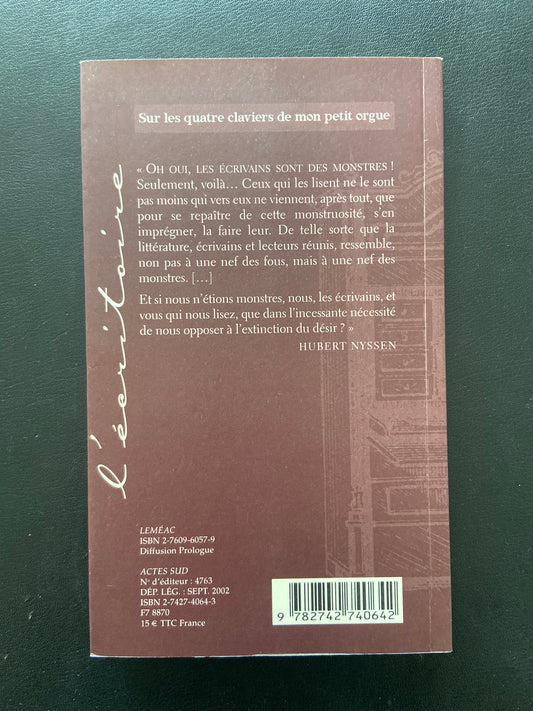 Sur les quatre claviers de mon petit orgue
« OH OUI, LES ÉCRIVAINS SONT DES MONSTRES !
Seulement, voilà… Ceux qui les lisent ne le sont
pas moins qui vers eux ne viennent, après tout, que
pour se repaître de cette monstruosité, s'en
imprégner, la faire leur. De telle sorte que la
littérature, écrivains et lecteurs réunis, ressemble,
non pas à une nef des fous, mais à une nef des
monstres. […]
Et si nous n'étions monstres, nous, les écrivains, et
vous qui nous lisez, que dans l'incessante nécessité
de nous opposer à l'extinction du désir ? »
HUBERT NYSSEN
l'écritoire
LEMÉAC
ISBN 2-7609-6057-9
Diffusion Prologue
ACTES SUD
Nº d'éditeur : 4763
DÉP. LÉG. : SEPT. 2002
ISBN 2-7427-4064-3
F7 8870
15 € TTC France
9 782742 740642